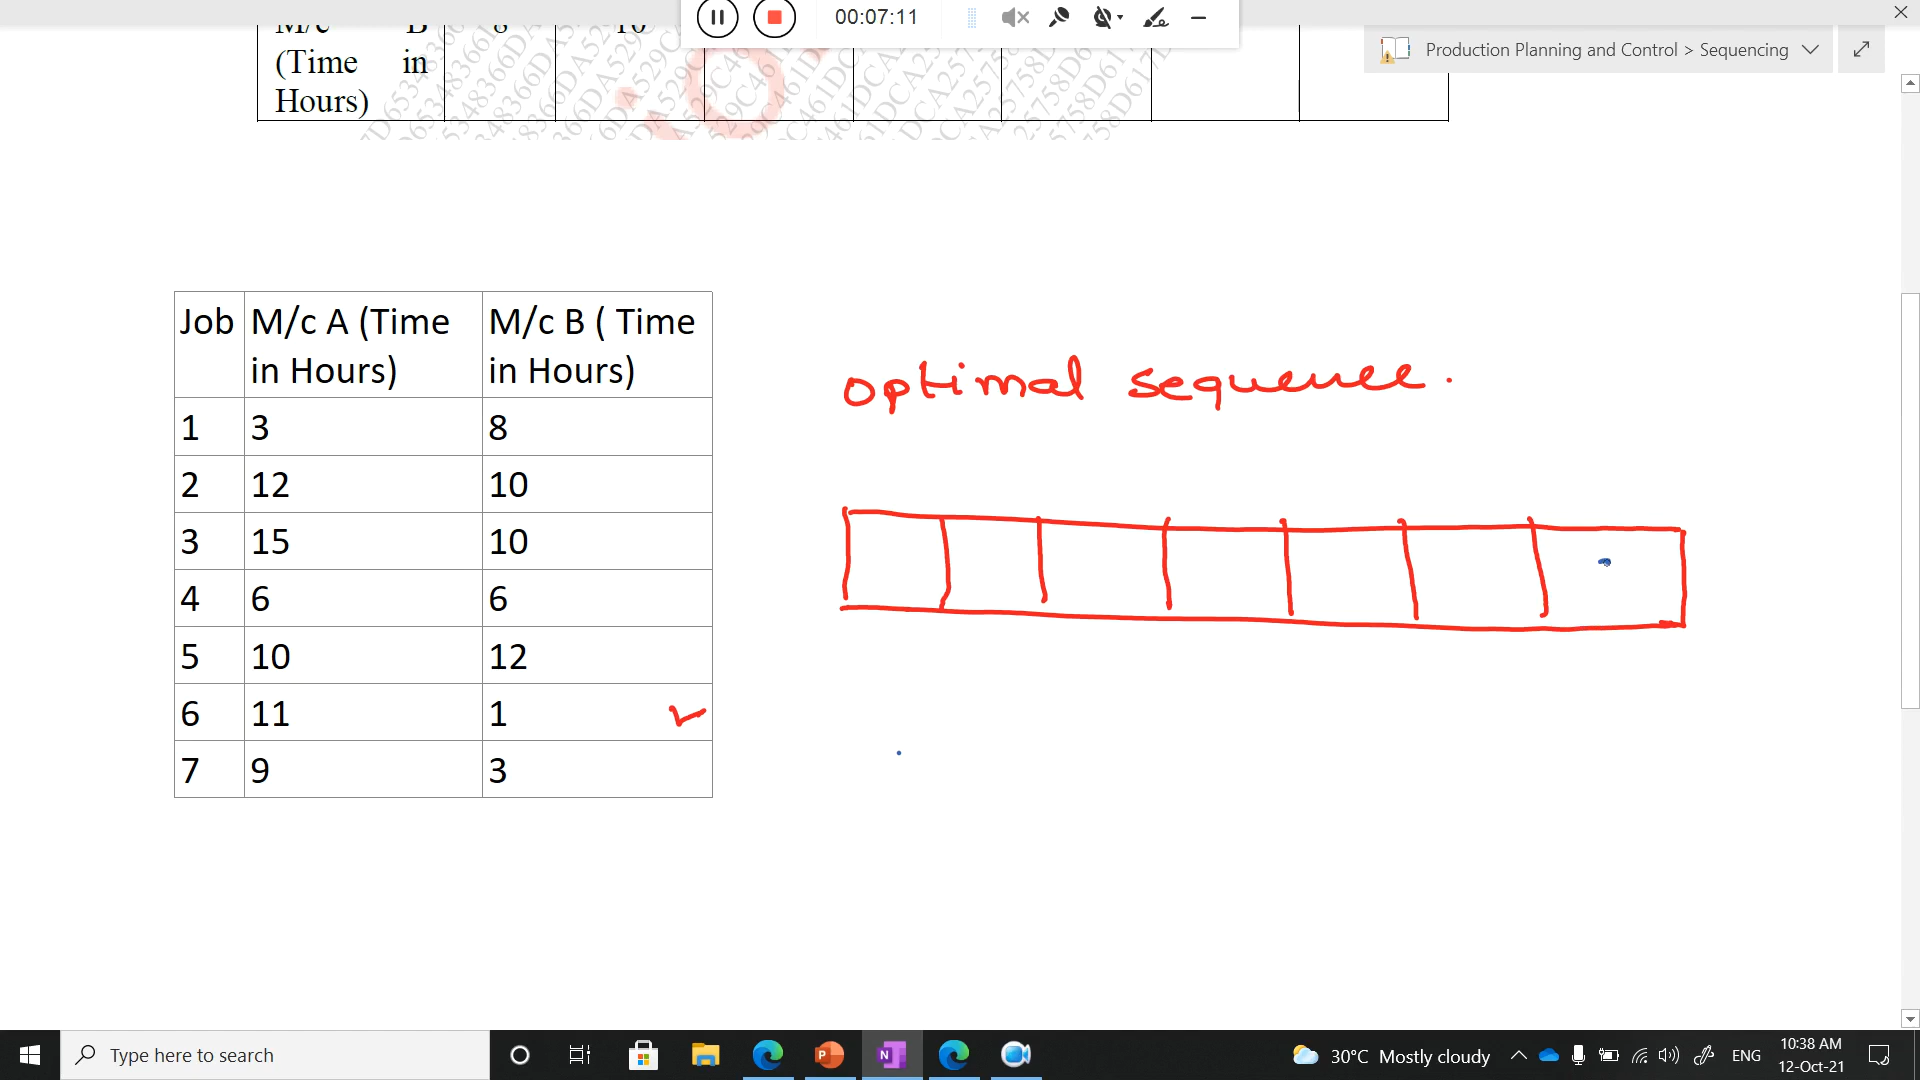 00:07:11
M/c B 8 10
(Time in
Hours)
Production Planning and Control > Sequencing
Job M/c A (Time in Hours) M/c B ( Time in Hours)
1 3 8
2 12 10
3 15 10
4 6 6
5 10 12
6 11 1
7 9 3
optimal sequence.
Type here to search
30°C Mostly cloudy
ENG
10:38 AM
12-Oct-21